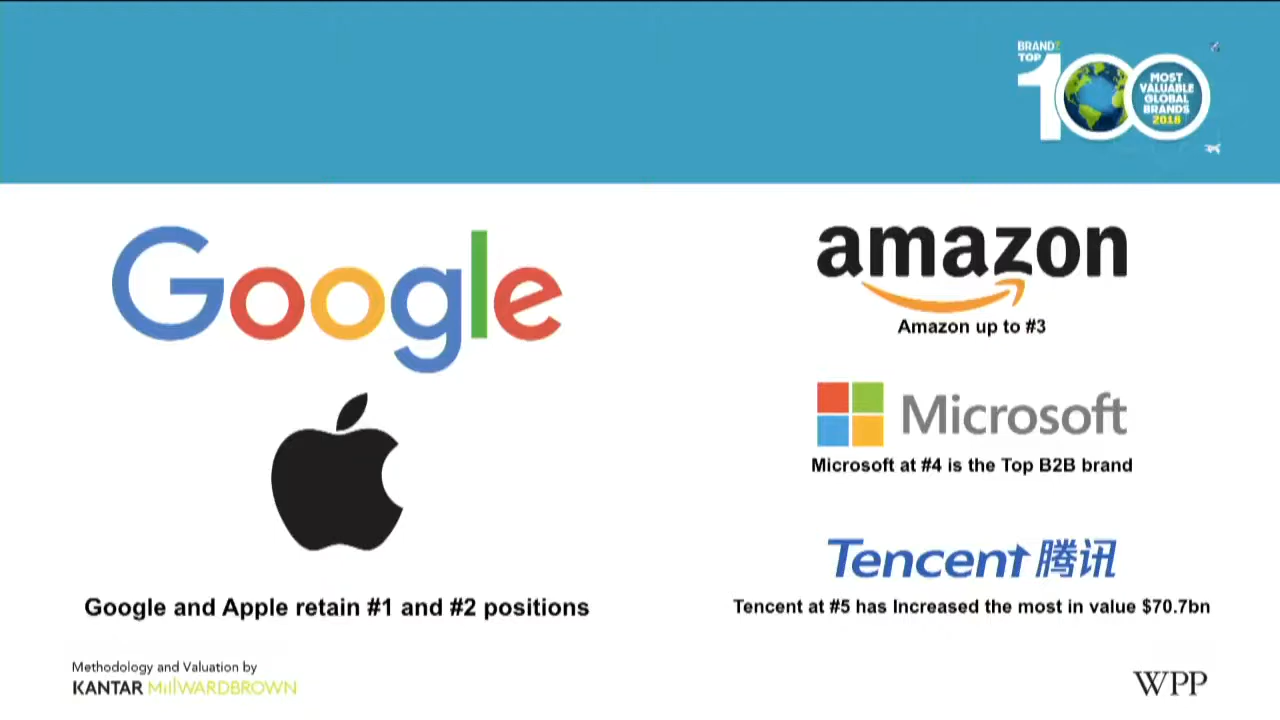 BRANDZ
TOP
100
MOST
VALUABLE
GLOBAL
BRANDS
2018
Google
amazon
Amazon up to #3
Microsoft
Microsoft at #4 is the Top B2B brand
Tencent 腾讯
Google and Apple retain #1 and #2 positions
Tencent at #5 has Increased the most in value $70.7bn
Methodology and Valuation by
KANTAR MillWARDBROWN
WPP